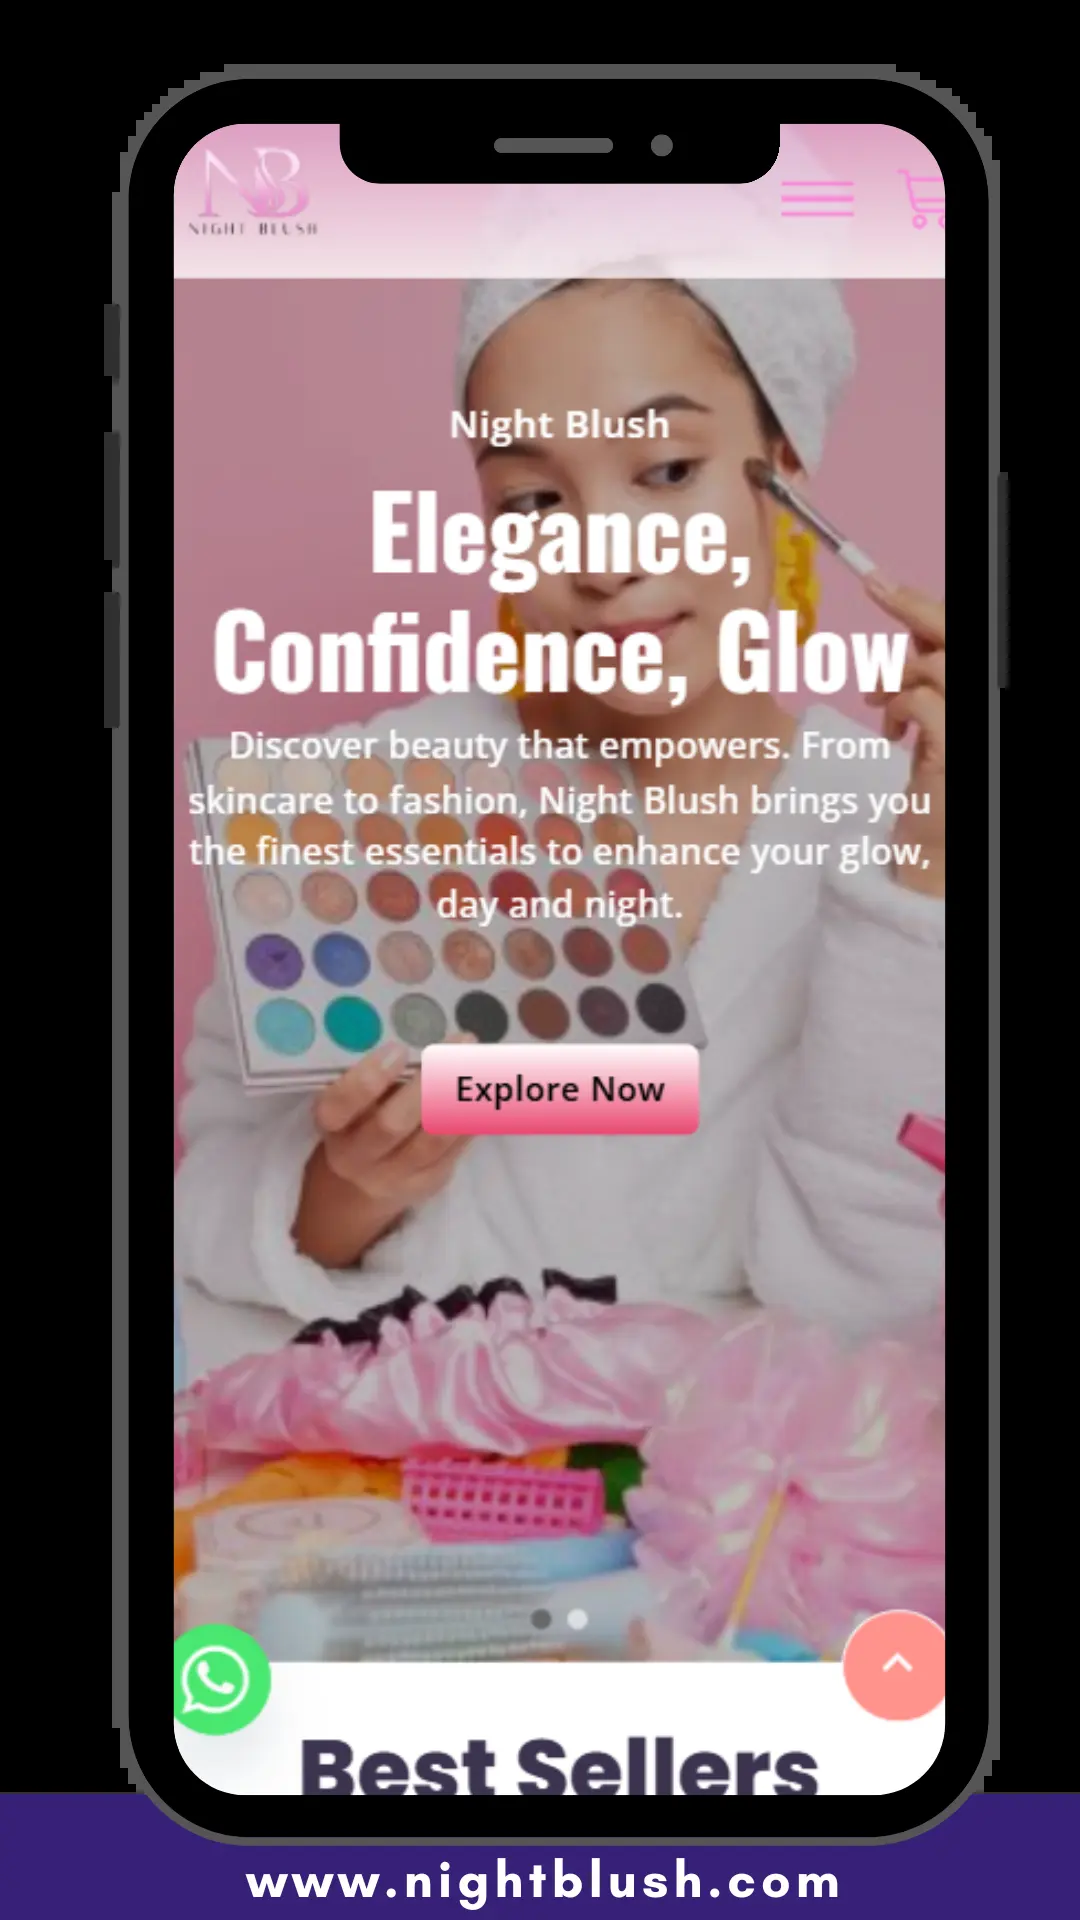 NB
NIGHT BLUSH
Night Blush
Elegance,
Confidence, Glow
Discover beauty that empowers. From
skincare to fashion, Night Blush brings you
the finest essentials to enhance your glow,
day and night.
Explore Now
Best Sellers
www.nightblush.com